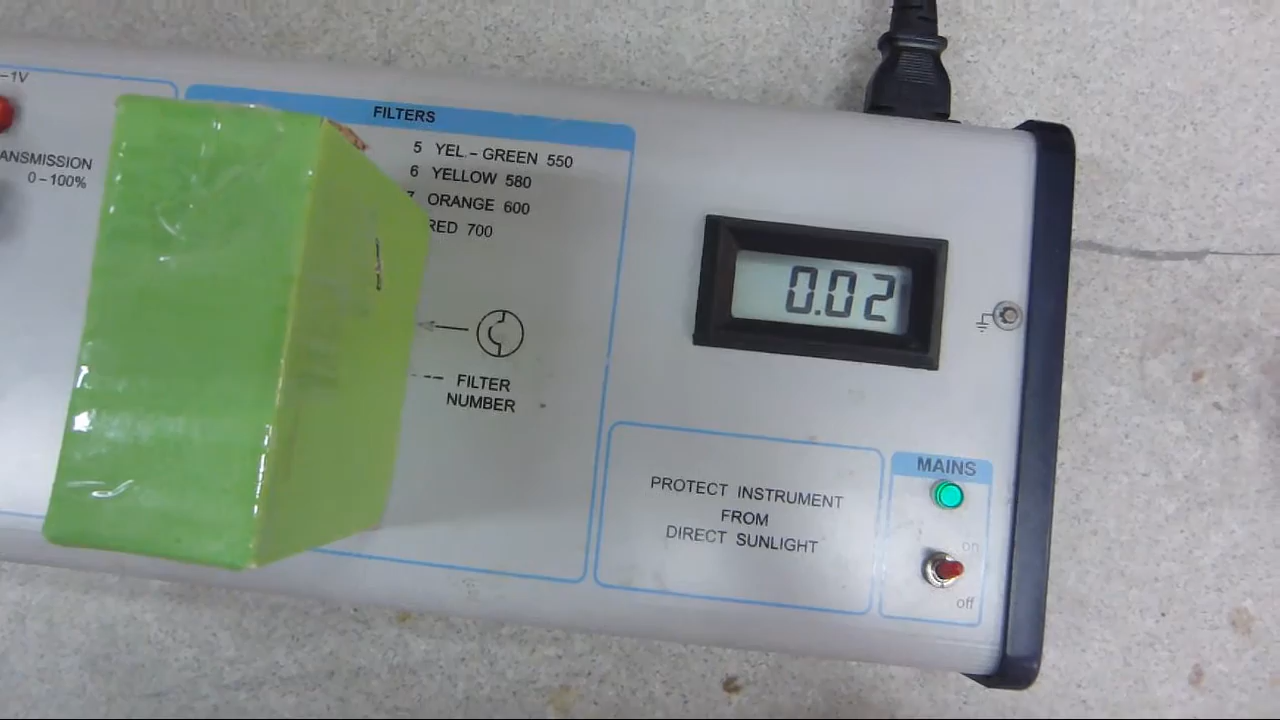 –1V
ANSMISSION
0–100%
FILTERS
5 YEL.–GREEN 550
6 YELLOW 580
7 ORANGE 600
RED 700
FILTER
NUMBER
0.02
PROTECT INSTRUMENT
FROM
DIRECT SUNLIGHT
MAINS
on
off